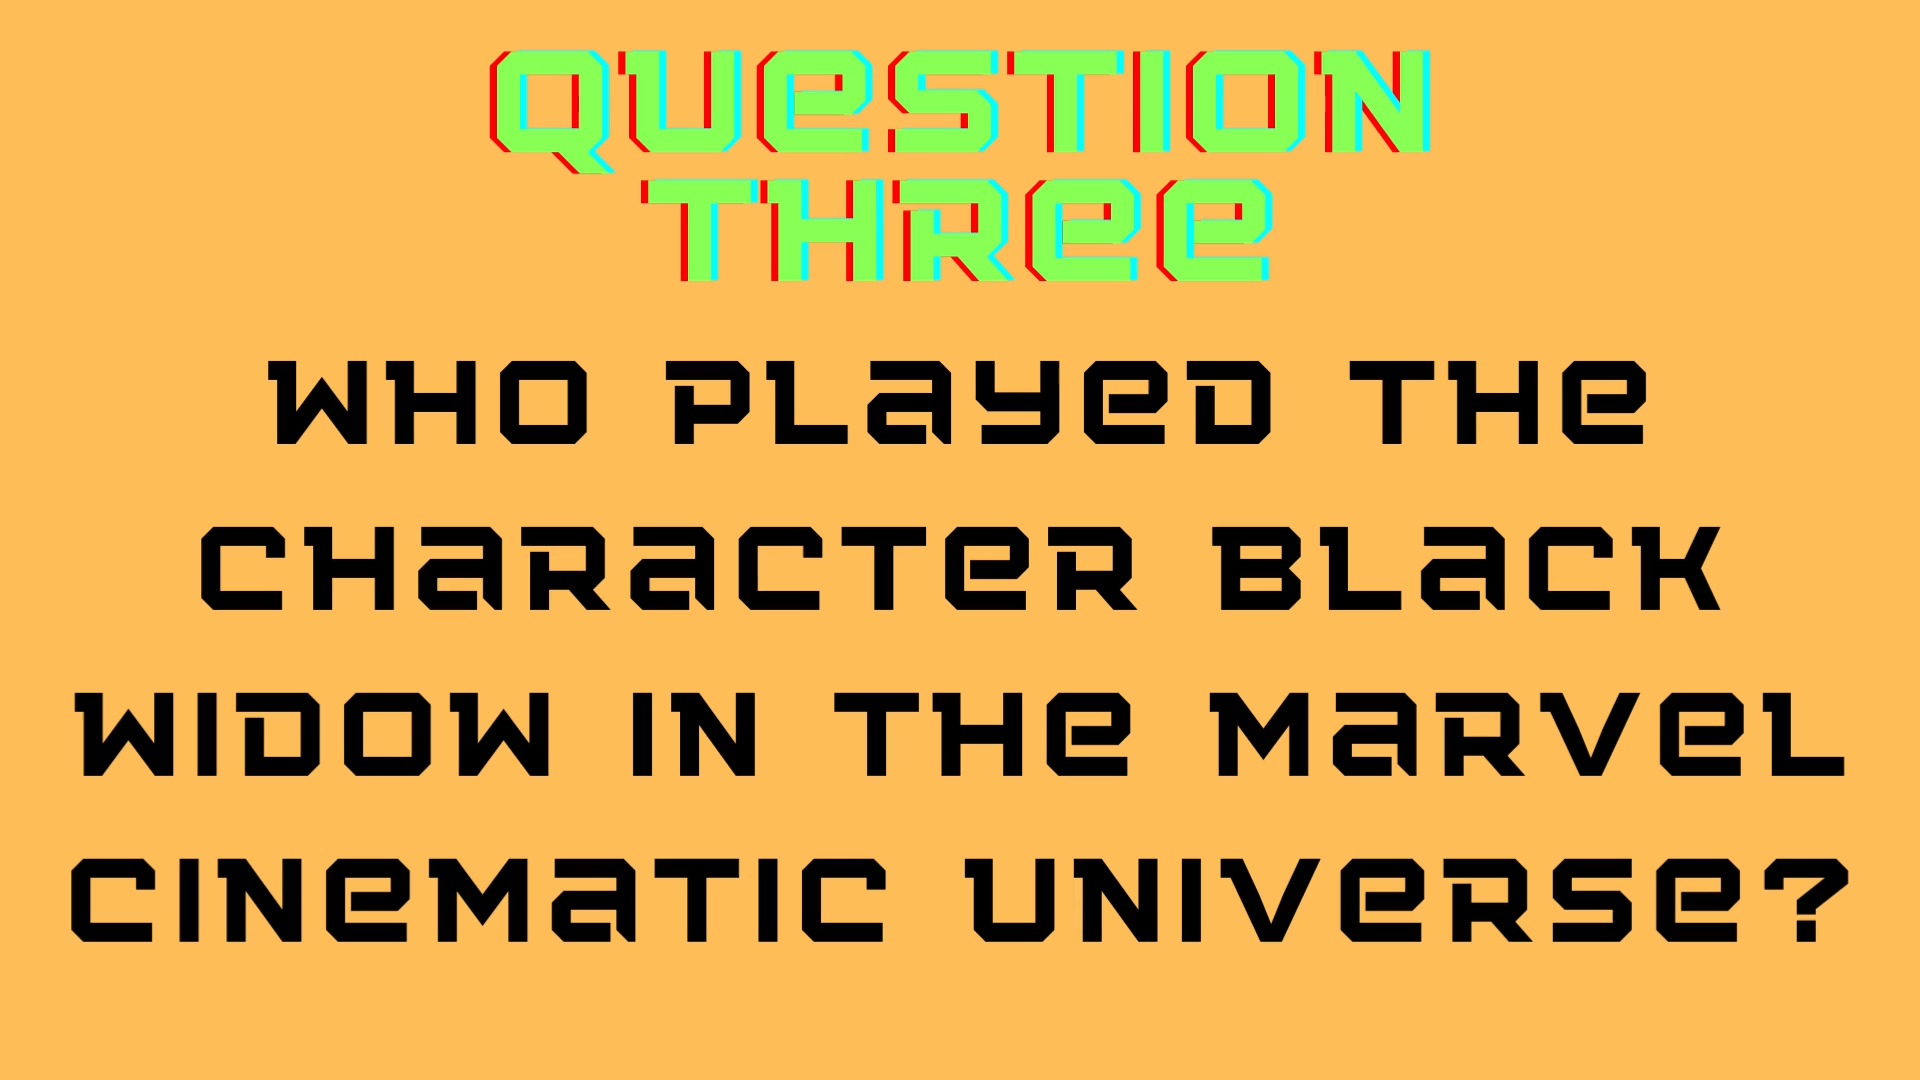 QUESTION
THREE
WHO PLAYED THE
CHARACTER BLACK
WIDOW IN THE MARVEL
CINEMATIC UNIVERSE?